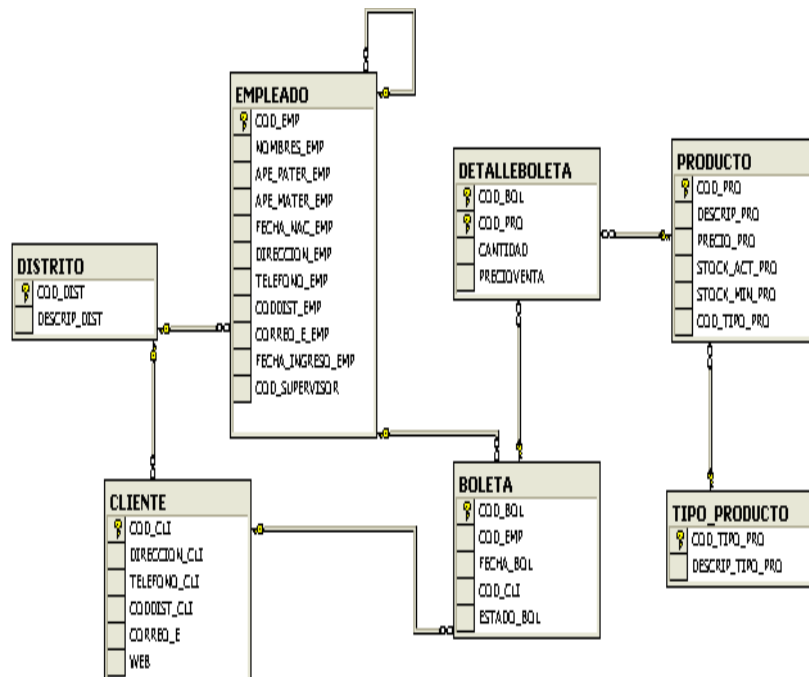 EMPLEADO
COD_EMP
NOMBRES_EMP
APE_PATER_EMP
APE_MATER_EMP
FECHA_NAC_EMP
DIRECCION_EMP
TELEFONO_EMP
CODDIST_EMP
CORREO_E_EMP
FECHA_INGRESO_EMP
COD_SUPERVISOR
DETALLEBOLETA
COD_BOL
COD_PRO
CANTIDAD
PRECIOVENTA
PRODUCTO
COD_PRO
DESCRIP_PRO
PRECIO_PRO
STOCK_ACT_PRO
STOCK_MIN_PRO
COD_TIPO_PRO
DISTRITO
COD_DIST
DESCRIP_DIST
CLIENTE
COD_CLI
DIRECCION_CLI
TELEFONO_CLI
CODDIST_CLI
CORREO_E
WEB
BOLETA
COD_BOL
COD_EMP
FECHA_BOL
COD_CLI
ESTADO_BOL
TIPO_PRODUCTO
COD_TIPO_PRO
DESCRIP_TIPO_PRO